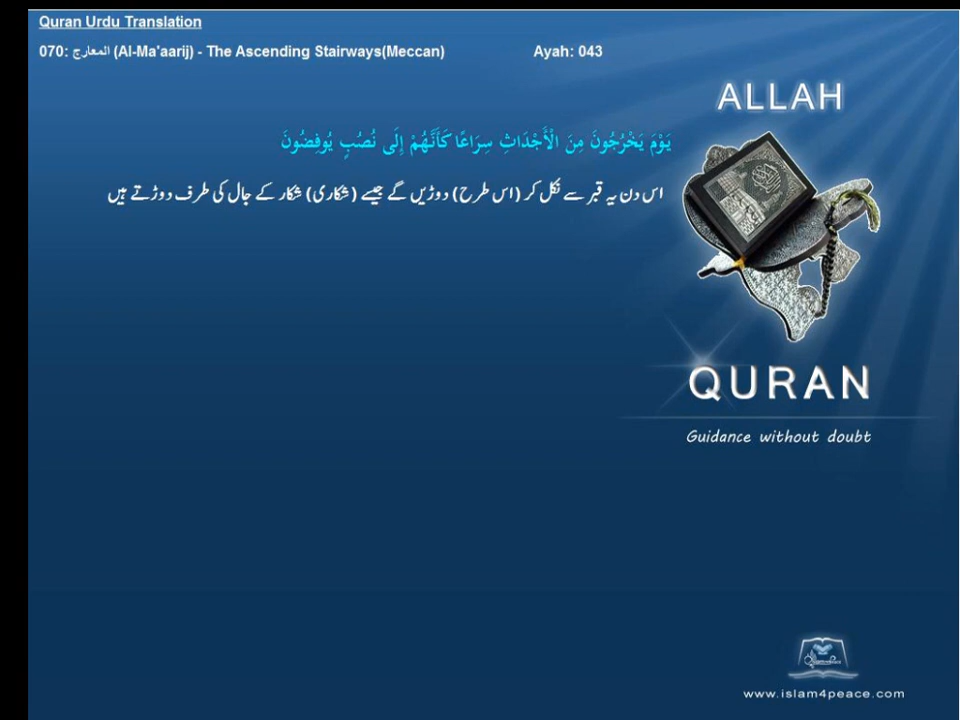 Quran Urdu Translation
070: المعارج (Al-Ma'aarij) - The Ascending Stairways(Meccan) Ayah: 043
ALLAH
يَوْمَ يَخْرُجُونَ مِنَ الْأَجْدَاثِ سِرَاعًا كَأَنَّهُمْ إِلَى نُصُبٍ يُوفِضُونَ
اس دن یہ قبر سے نکل کر (اس طرح) دوڑیں گے جیسے (شکاری) شکار کے جال کی طرف دوڑتے ہیں
QURAN
Guidance without doubt
www.islam4peace.com